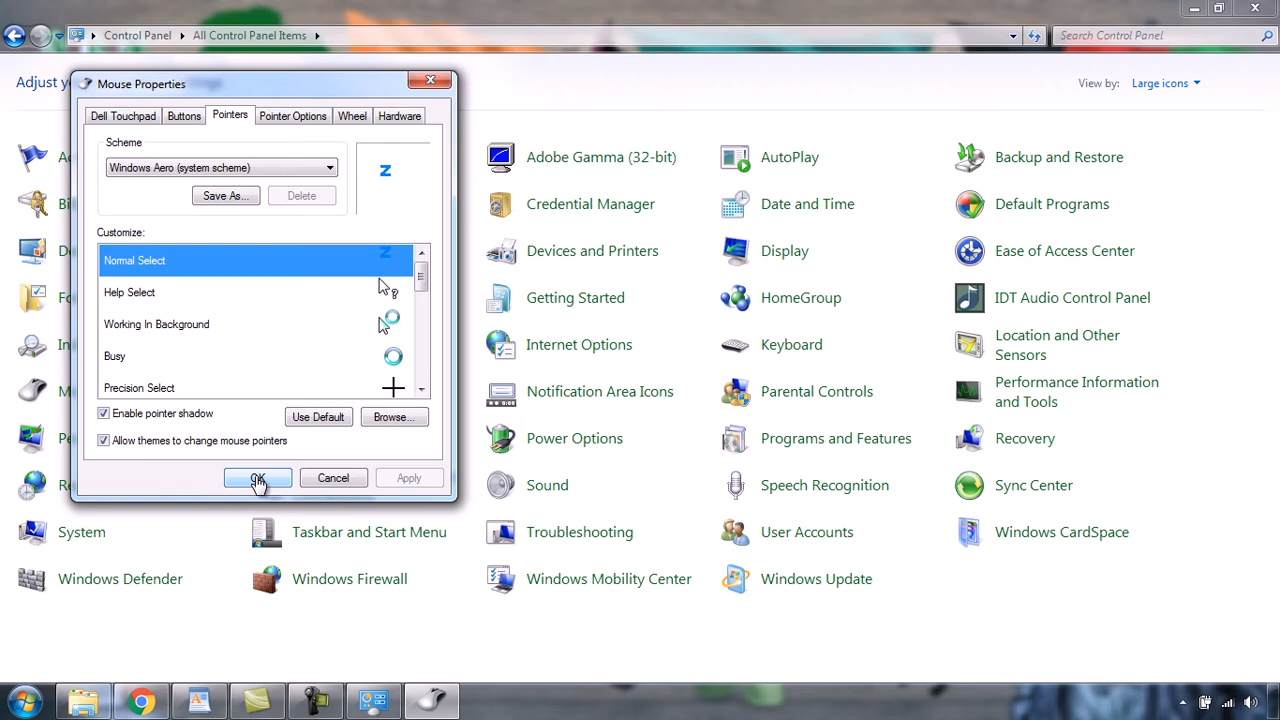 Control Panel
All Control Panel Items
Search Control Panel
Adjust
View by: Large icons
Mouse Properties
Dell Touchpad
Buttons
Pointers
Pointer Options
Wheel
Hardware
Scheme
Windows Aero (system scheme)
Save As...
Delete
Z
Customize:
Normal Select
Z
Help Select
Working In Background
Busy
Precision Select
Enable pointer shadow
Use Default
Browse...
Allow themes to change mouse pointers
OK
Cancel
Apply
Adobe Gamma (32-bit)
AutoPlay
Backup and Restore
Credential Manager
Date and Time
Default Programs
Devices and Printers
Display
Ease of Access Center
Getting Started
HomeGroup
IDT Audio Control Panel
Internet Options
Keyboard
Location and Other
Sensors
Notification Area Icons
Parental Controls
Performance Information
and Tools
Power Options
Programs and Features
Recovery
Sound
Speech Recognition
Sync Center
System
Taskbar and Start Menu
Troubleshooting
User Accounts
Windows CardSpace
Windows Defender
Windows Firewall
Windows Mobility Center
Windows Update